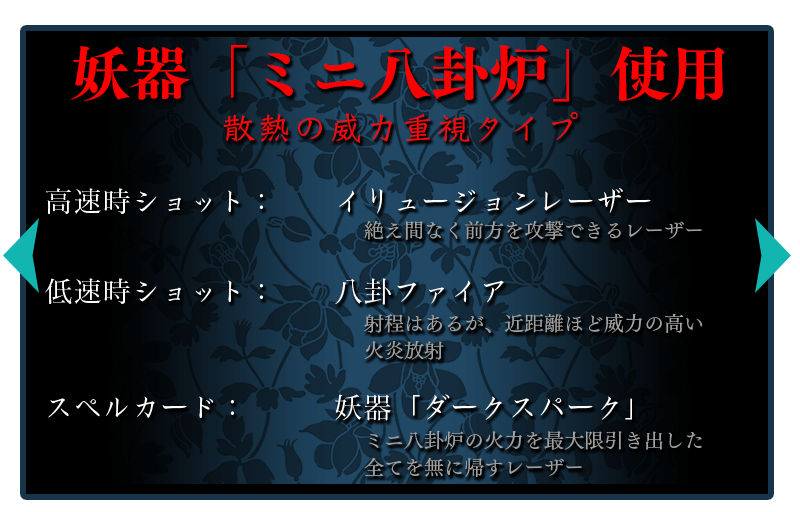 妖器「ミニ八卦炉」使用
散熱の威力重視タイプ
高速時ショット： イリュージョンレーザー
絶え間なく前方を攻撃できるレーザー
低速時ショット： 八卦ファイア
射程はあるが、近距離ほど威力の高い
火炎放射
スペルカード： 妖器「ダークスパーク」
ミニ八卦炉の火力を最大限引き出した
全てを無に帰すレーザー